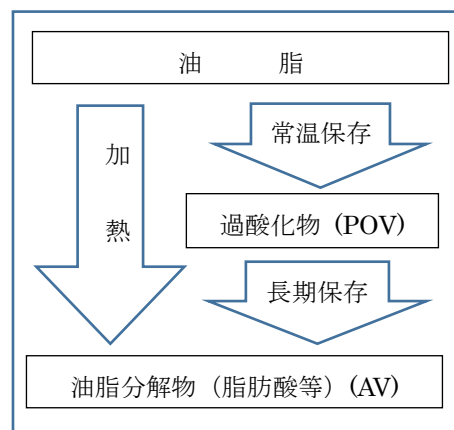 油　脂
加熱
常温保存
過酸化物 (POV)
長期保存
油脂分解物（脂肪酸等）(AV)